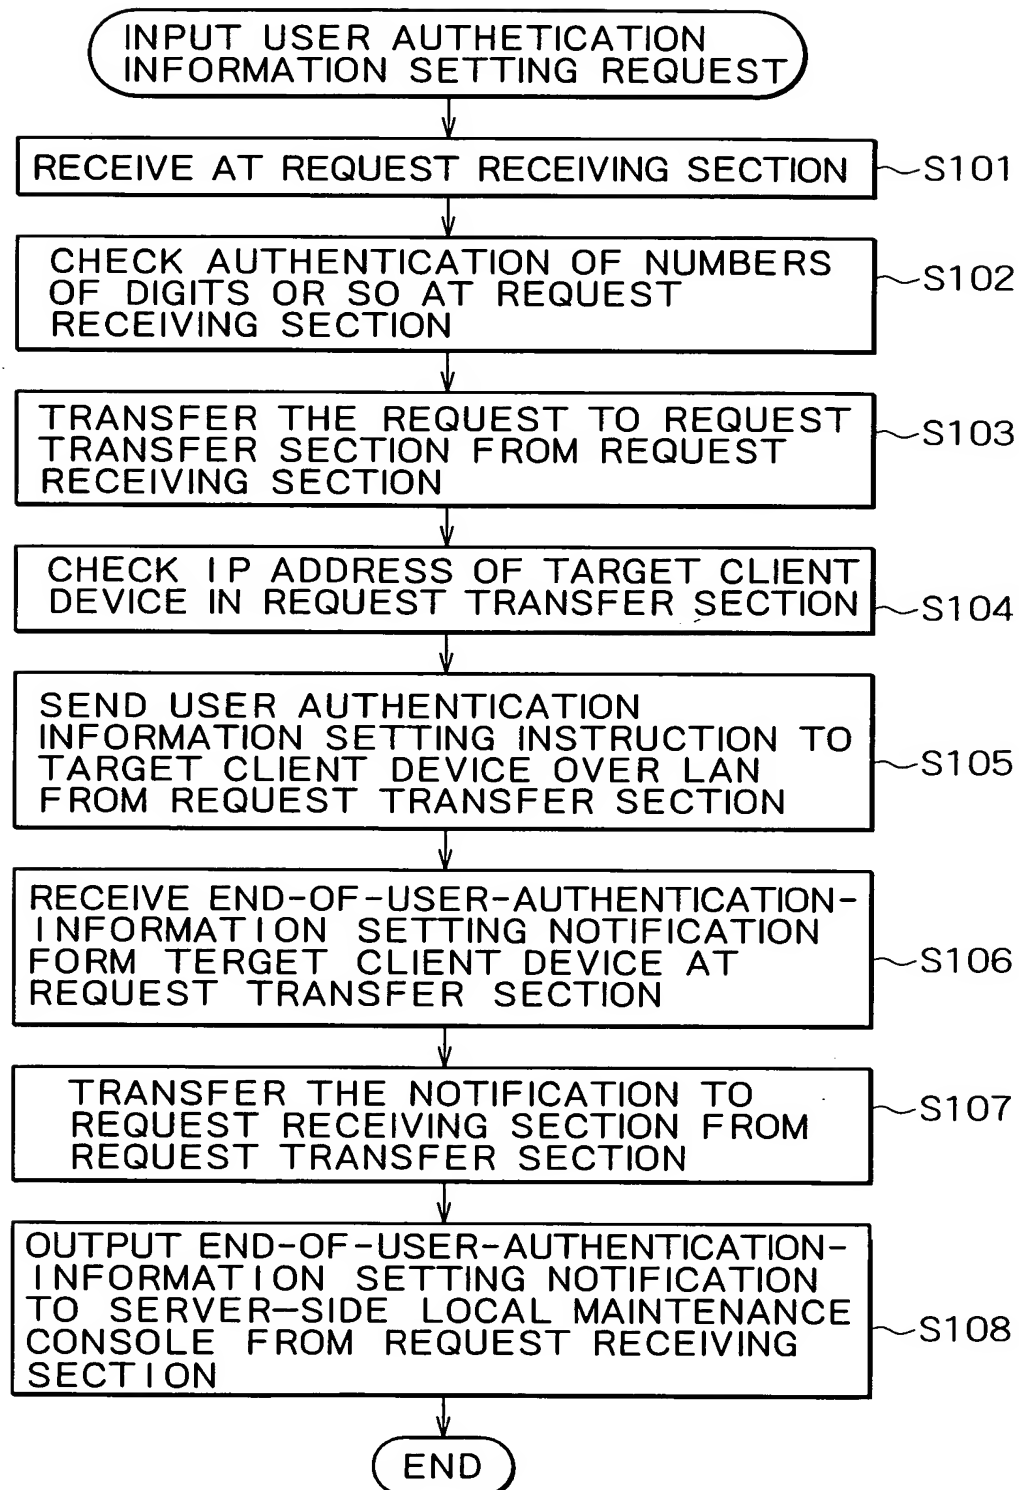 INPUT USER AUTHETICATION
INFORMATION SETTING REQUEST
RECEIVE AT REQUEST RECEIVING SECTION
S101
CHECK AUTHENTICATION OF NUMBERS
OF DIGITS OR SO AT REQUEST
RECEIVING SECTION
S102
TRANSFER THE REQUEST TO REQUEST
TRANSFER SECTION FROM REQUEST
RECEIVING SECTION
S103
CHECK IP ADDRESS OF TARGET CLIENT
DEVICE IN REQUEST TRANSFER SECTION
S104
SEND USER AUTHENTICATION
INFORMATION SETTING INSTRUCTION TO
TARGET CLIENT DEVICE OVER LAN
FROM REQUEST TRANSFER SECTION
S105
RECEIVE END-OF-USER-AUTHENTICATION-
INFORMATION SETTING NOTIFICATION
FORM TERGET CLIENT DEVICE AT
REQUEST TRANSFER SECTION
S106
TRANSFER THE NOTIFICATION TO
REQUEST RECEIVING SECTION FROM
REQUEST TRANSFER SECTION
S107
OUTPUT END-OF-USER-AUTHENTICATION-
INFORMATION SETTING NOTIFICATION
TO SERVER-SIDE LOCAL MAINTENANCE
CONSOLE FROM REQUEST RECEIVING
SECTION
S108
END